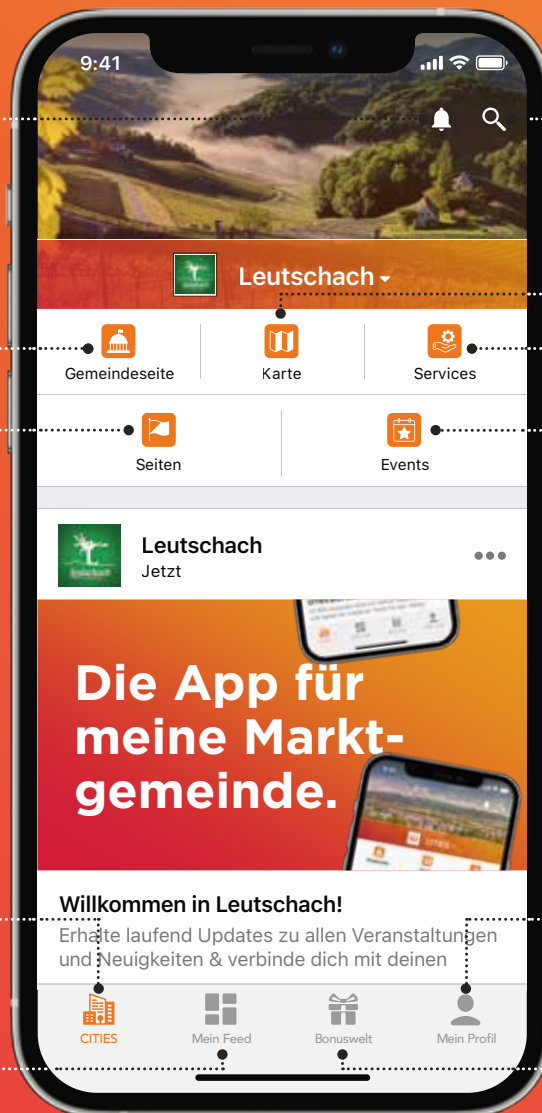 9:41
Leutschach
Gemeindeseite
Karte
Services
Seiten
Events
Leutschach
Jetzt
Die App für
meine Markt-
gemeinde.
CITIES
Willkommen in Leutschach!
Erhalte laufend Updates zu allen Veranstaltungen
und Neuigkeiten & verbinde dich mit deinen
CITIES
Mein Feed
Bonuswelt
Mein Profil